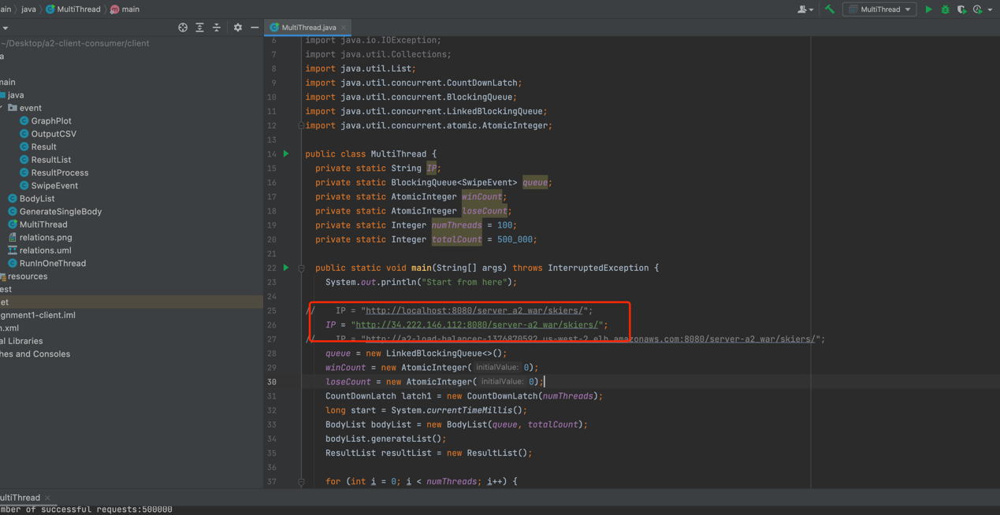 ain › java › MultiThread › main
MultiThread
~/Desktop/a2-client-consumer/client
MultiThread.java ×
a
main
java
event
GraphPlot
OutputCSV
Result
ResultList
ResultProcess
SwipeEvent
BodyList
GenerateSingleBody
MultiThread
relations.png
relations.uml
RunInOneThread
resources
est
et
gnment1-client.iml
.xml
al Libraries
hes and Consoles
6 import java.io.IOException;
7 import java.util.Collections;
8 import java.util.List;
9 import java.util.concurrent.CountDownLatch;
10 import java.util.concurrent.BlockingQueue;
11 import java.util.concurrent.LinkedBlockingQueue;
12 import java.util.concurrent.atomic.AtomicInteger;
13
14 public class MultiThread {
15 private static String IP;
16 private static BlockingQueue<SwipeEvent> queue;
17 private static AtomicInteger winCount;
18 private static AtomicInteger loseCount;
19 private static Integer numThreads = 100;
20 private static Integer totalCount = 500_000;
21
22 public static void main(String[] args) throws InterruptedException {
23 System.out.println("Start from here");
24
25 // IP = "http://localhost:8080/server_a2_war/skiers/";
26 IP = "http://34.222.146.112:8080/server-a2_war/skiers/";
27 // IP = "http://a2-load-balancer-1376870592.us-west-2.elb.amazonaws.com:8080/server-a2_war/skiers/";
28 queue = new LinkedBlockingQueue<>();
29 winCount = new AtomicInteger( initialValue: 0);
30 loseCount = new AtomicInteger( initialValue: 0);
31 CountDownLatch latch1 = new CountDownLatch(numThreads);
32 long start = System.currentTimeMillis();
33 BodyList bodyList = new BodyList(queue, totalCount);
34 bodyList.generateList();
35 ResultList resultList = new ResultList();
36
37 for (int i = 0; i < numThreads; i++) {
ultiThread ×
mber of successful requests:500000